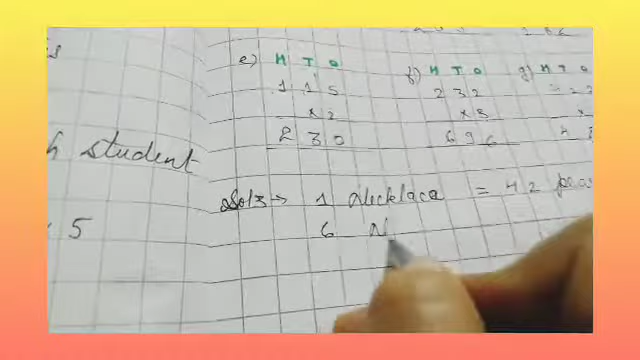 e) H T O
1 1 5
× 2
2 3 0
f) H T O
2 3 2
× 3
6 9 6
g) H T O
h student
5
Sol3 → 1 Necklace = 42 pea
6 N